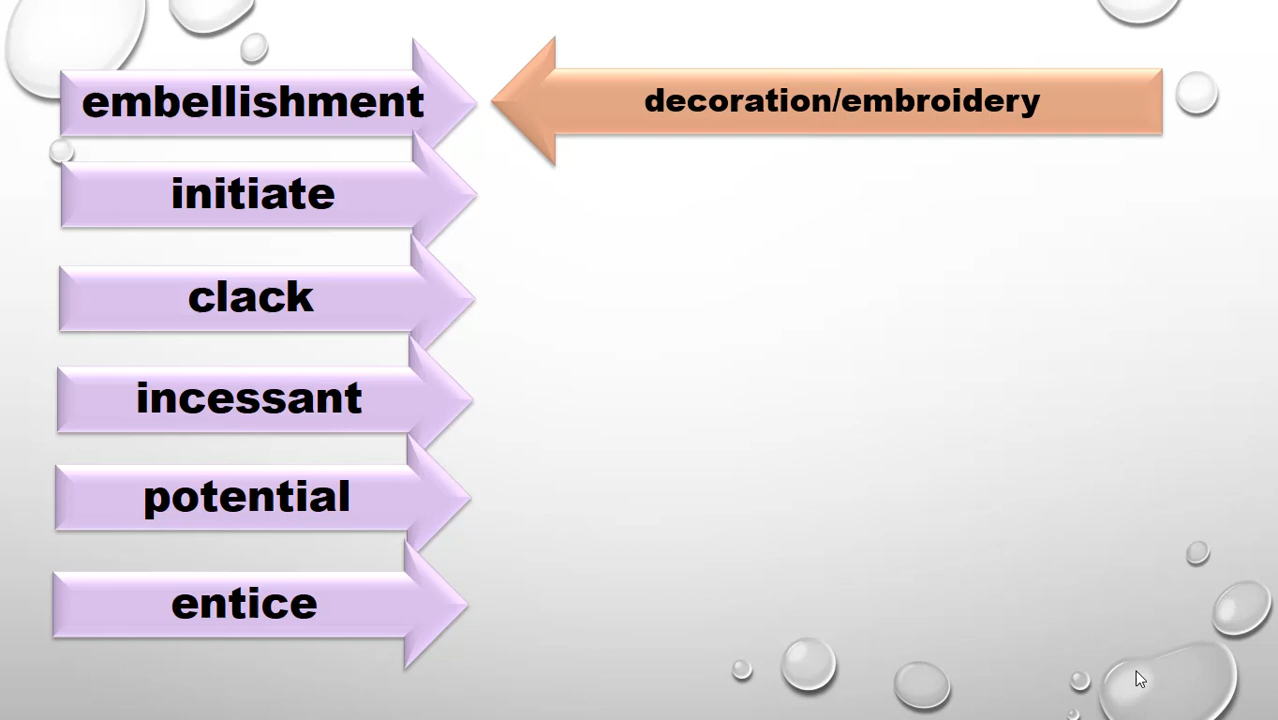 embellishment
decoration/embroidery
initiate
clack
incessant
potential
entice